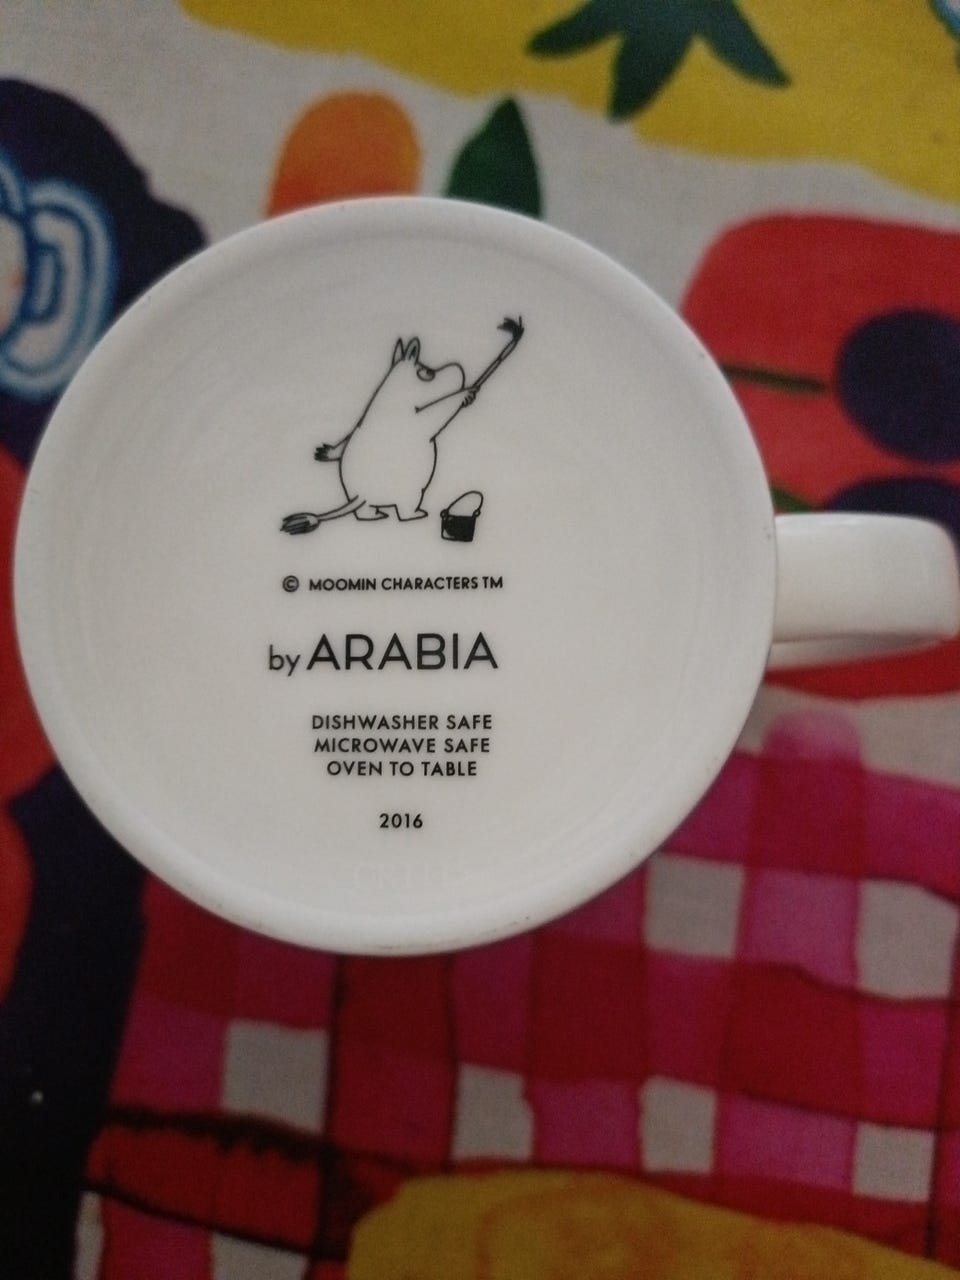 © MOOMIN CHARACTERS TM
by ARABIA
DISHWASHER SAFE
MICROWAVE SAFE
OVEN TO TABLE
2016